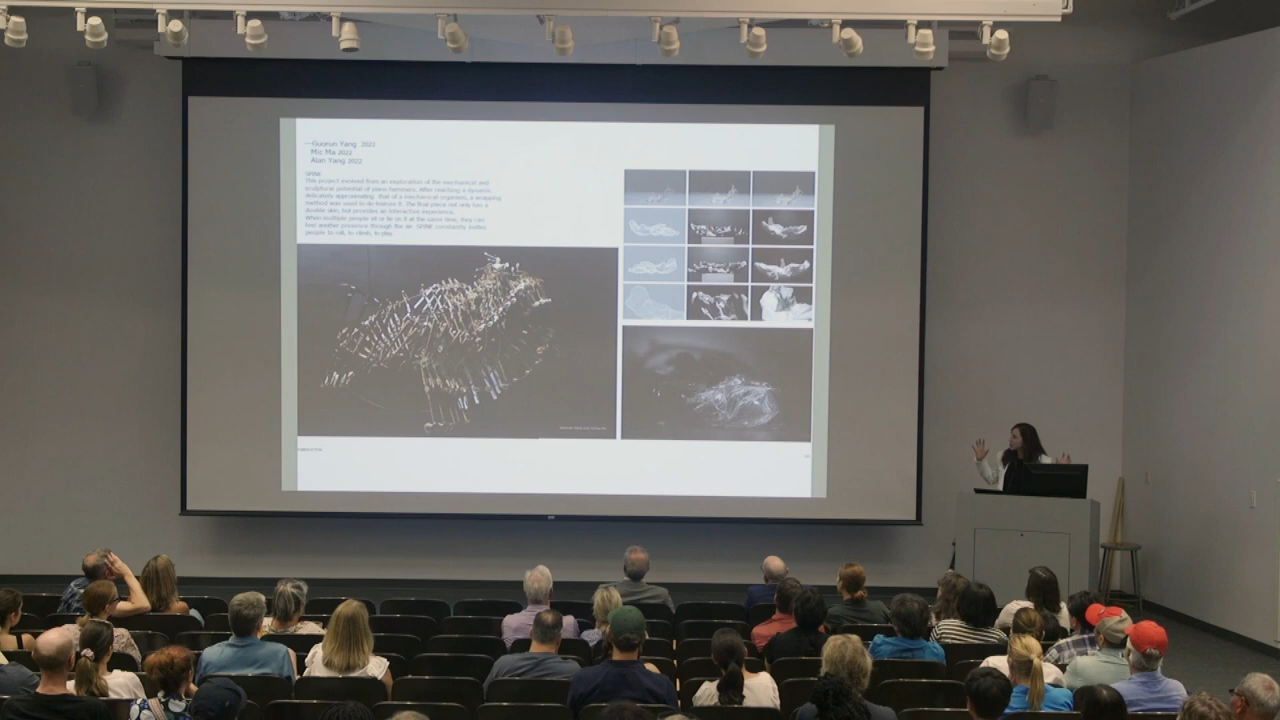 Guorun Yang 2022
Mic Ma 2022
Alan Yang 2022
SPINE
This project evolved from an exploration of the mechanical and
sculptural potential of piano hammers. After reaching a dynamic
delicately approximating that of a mechanical organism, a wrapping
method was used to texture it. The final piece not only has a
double skin, but provides an interactive experience.
When multiple people sit or lie on it at the same time, they can
feel another presence through the air. SPINE constantly invites
people to roll, to climb, to play.